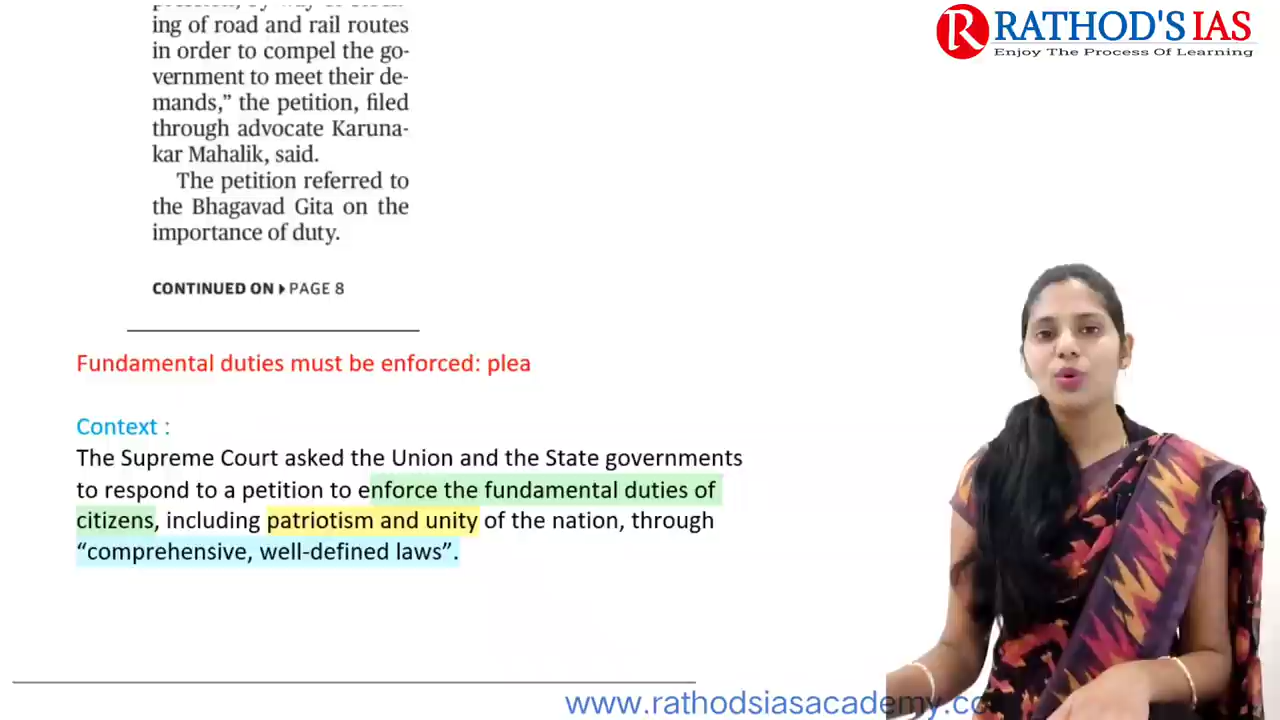 ing of road and rail routes
in order to compel the go-
vernment to meet their de-
mands,” the petition, filed
through advocate Karuna-
kar Mahalik, said.
The petition referred to
the Bhagavad Gita on the
importance of duty.
CONTINUED ON PAGE 8
RATHOD'S IAS
Enjoy The Process Of Learning
Fundamental duties must be enforced: plea
Context :
The Supreme Court asked the Union and the State governments
to respond to a petition to enforce the fundamental duties of
citizens, including patriotism and unity of the nation, through
“comprehensive, well-defined laws”.
www.rathodsiasacademy.co